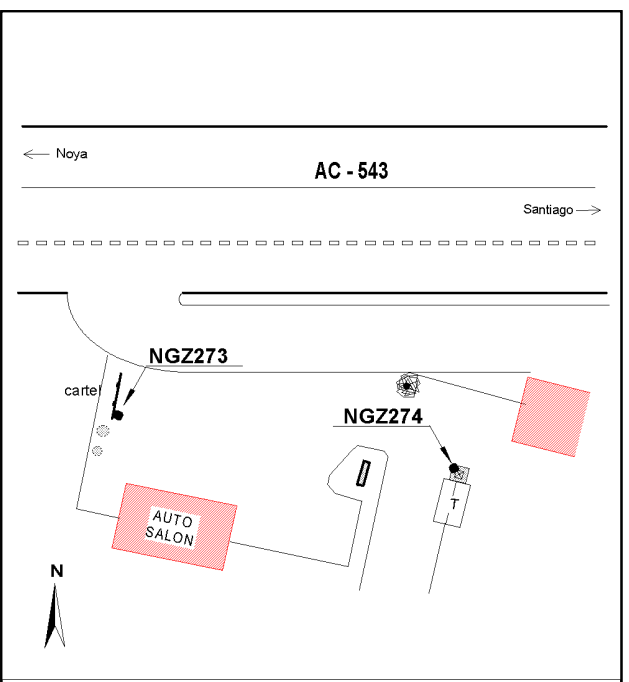 Noya
AC - 543
Santiago
NGZ273
cartel
NGZ274
T
AUTO
SALON
N